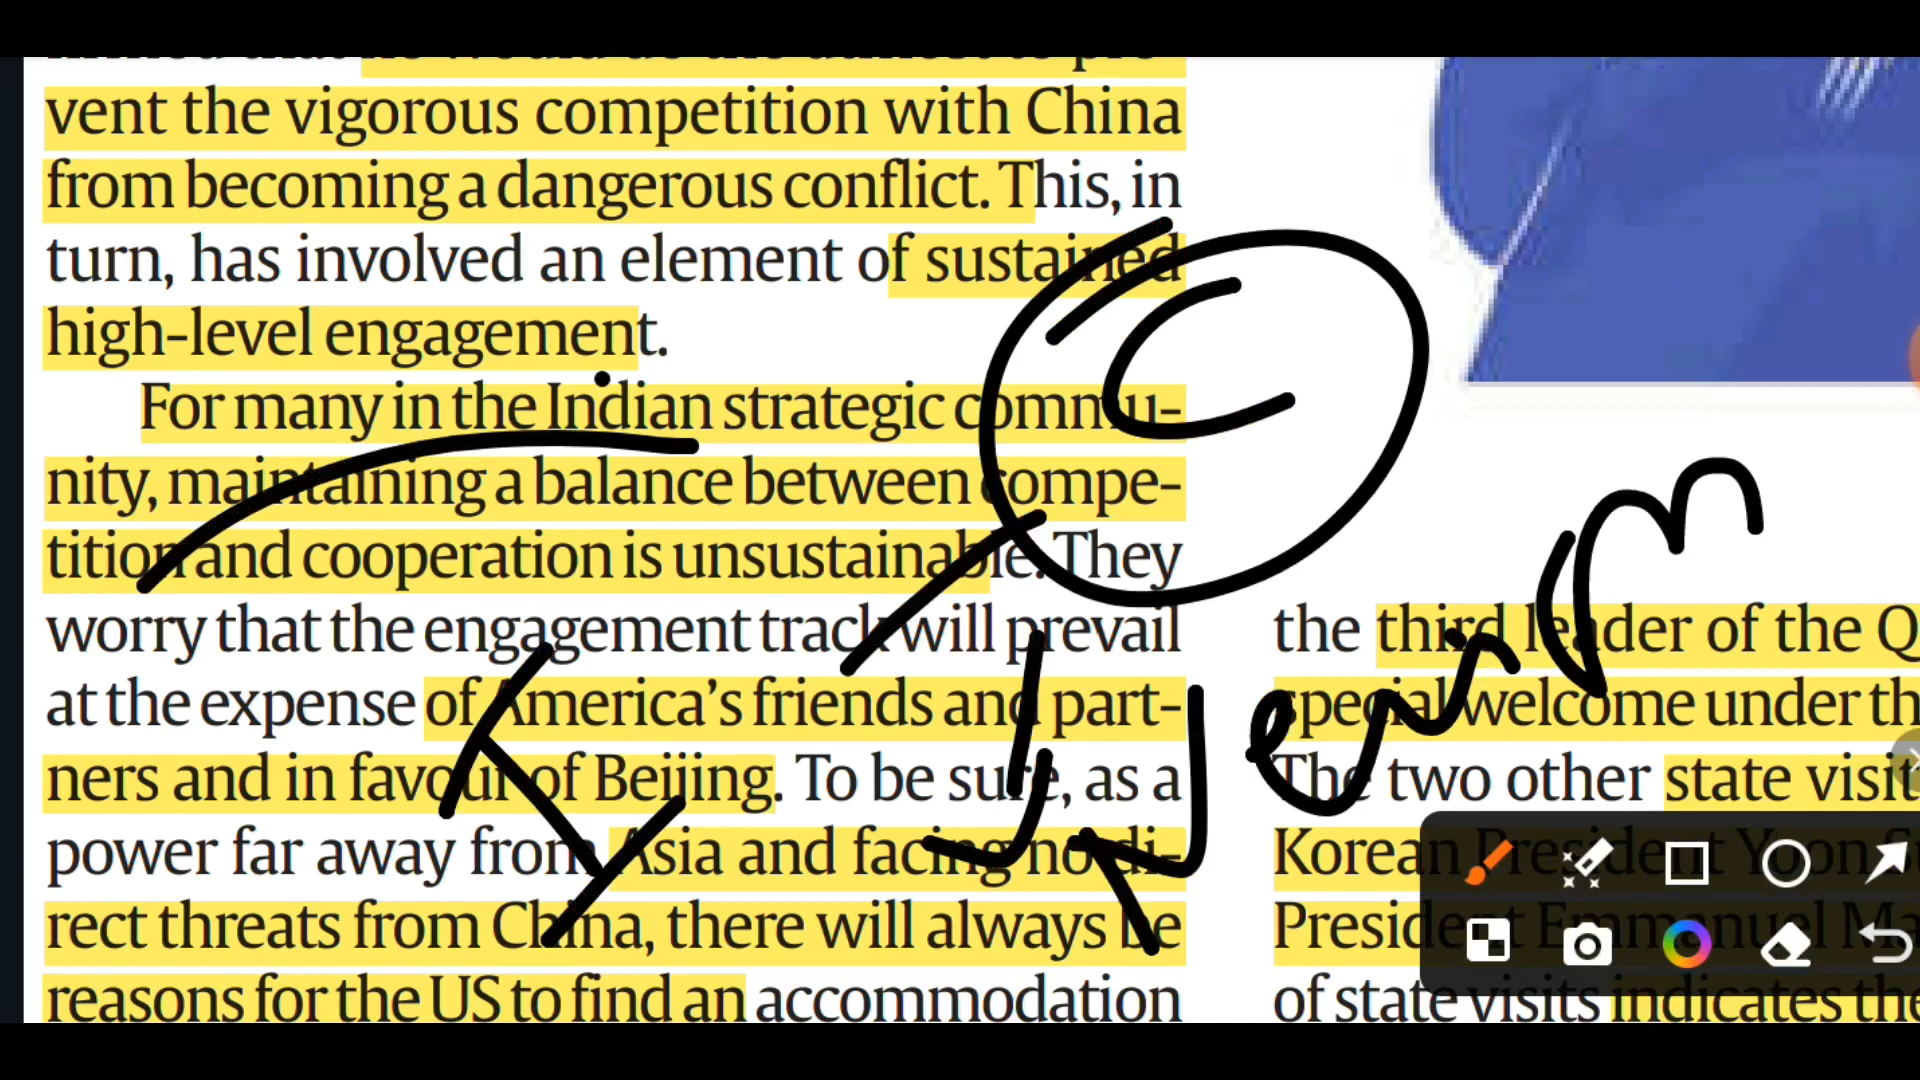 vent the vigorous competition with China
from becoming a dangerous conflict. This, in
turn, has involved an element of sustained
high-level engagement.
For many in the Indian strategic commu-
nity, maintaining a balance between compe-
tition and cooperation is unsustainable. They
worry that the engagement track will prevail
at the expense of America's friends and part-
ners and in favour of Beijing. To be sure, as a
power far away from Asia and facing no di-
rect threats from China, there will always be
reasons for the US to find an accommodation
the third leader of the Q
special welcome under th
The two other state visit
Korean President Yoon S
President Emmanuel Ma
of state visits indicates the